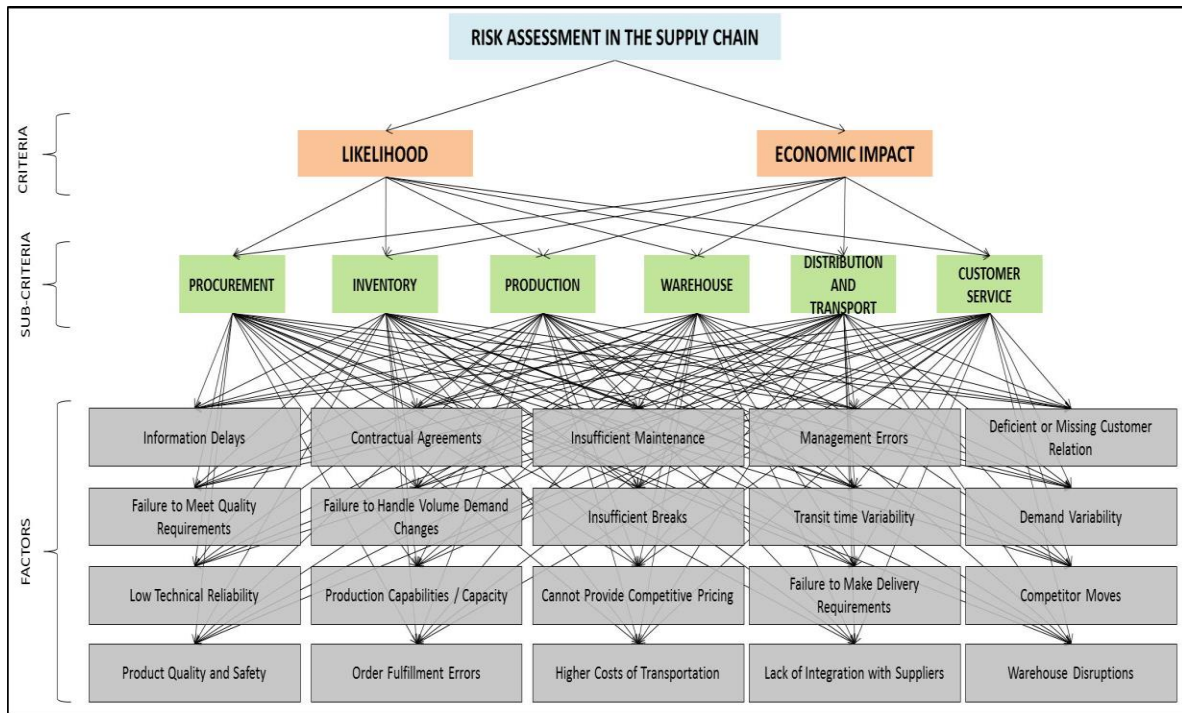 RISK ASSESSMENT IN THE SUPPLY CHAIN
CRITERIA
LIKELIHOOD
ECONOMIC IMPACT
SUB-CRITERIA
PROCUREMENT
INVENTORY
PRODUCTION
WAREHOUSE
DISTRIBUTION
AND
TRANSPORT
CUSTOMER
SERVICE
FACTORS
Information Delays
Contractual Agreements
Insufficient Maintenance
Management Errors
Deficient or Missing Customer
Relation
Failure to Meet Quality
Requirements
Failure to Handle Volume Demand
Changes
Insufficient Breaks
Transit time Variability
Demand Variability
Low Technical Reliability
Production Capabilities / Capacity
Cannot Provide Competitive Pricing
Failure to Make Delivery
Requirements
Competitor Moves
Product Quality and Safety
Order Fulfillment Errors
Higher Costs of Transportation
Lack of Integration with Suppliers
Warehouse Disruptions